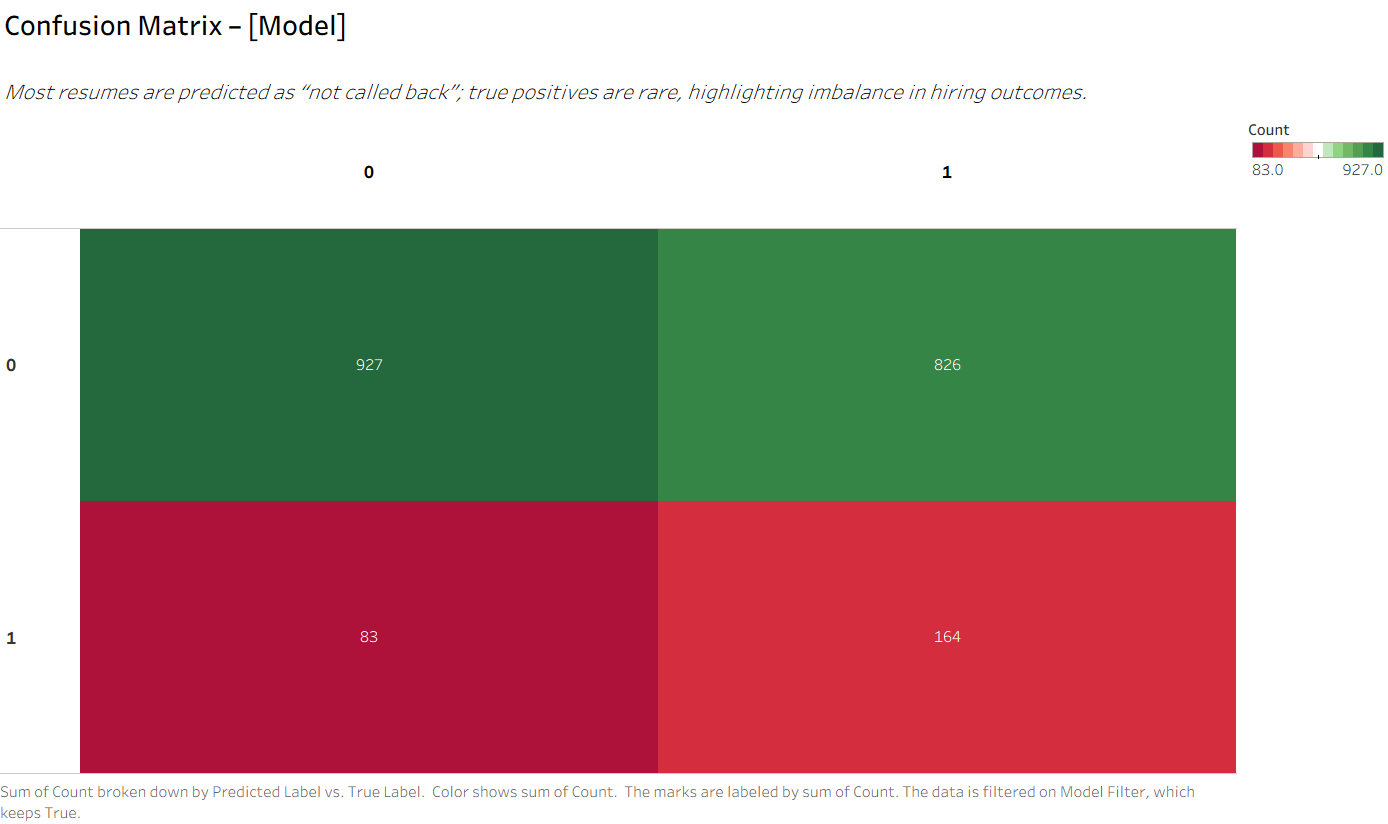 Confusion Matrix – [Model]
Most resumes are predicted as “not called back”; true positives are rare, highlighting imbalance in hiring outcomes.
Count
83.0 927.0
0 1
0 927 826
1 83 164
Sum of Count broken down by Predicted Label vs. True Label.  Color shows sum of Count.  The marks are labeled by sum of Count. The data is filtered on Model Filter, which
keeps True.